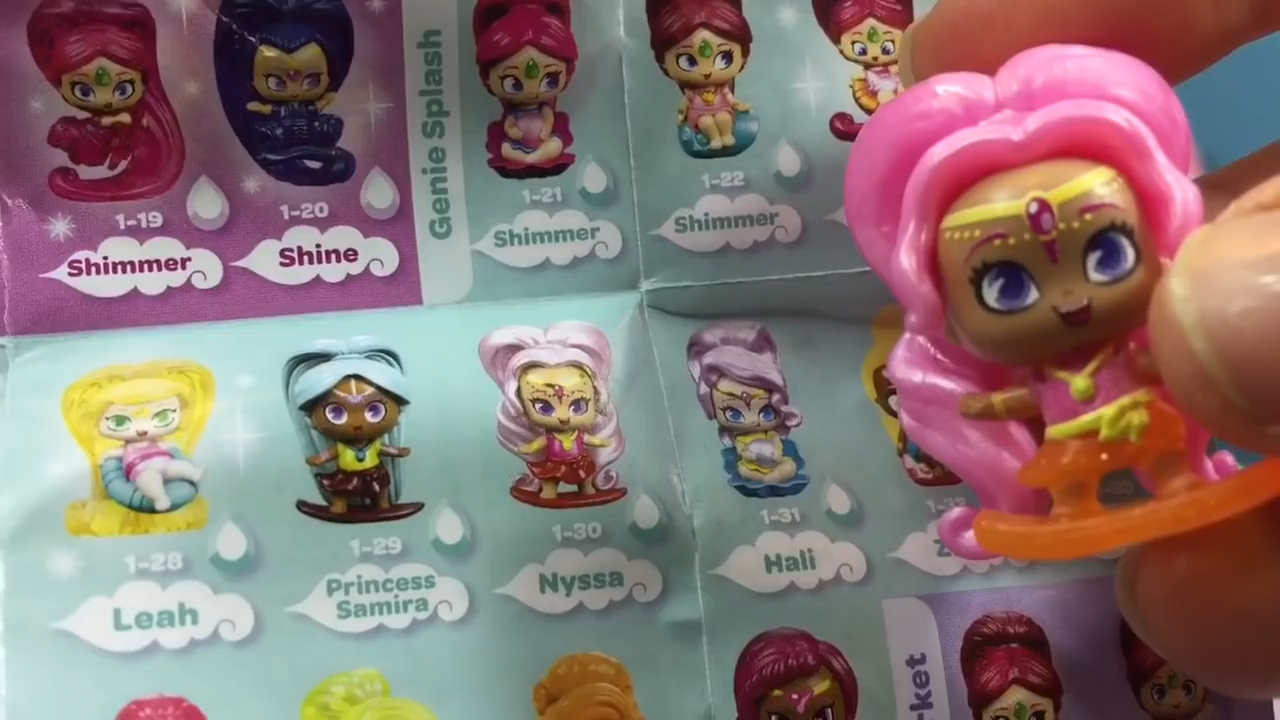 Genie Splash
1-19
Shimmer
1-20
Shine
1-21
Shimmer
1-22
Shimmer
1-28
Leah
1-29
Princess
Samira
1-30
Nyssa
1-31
Hali